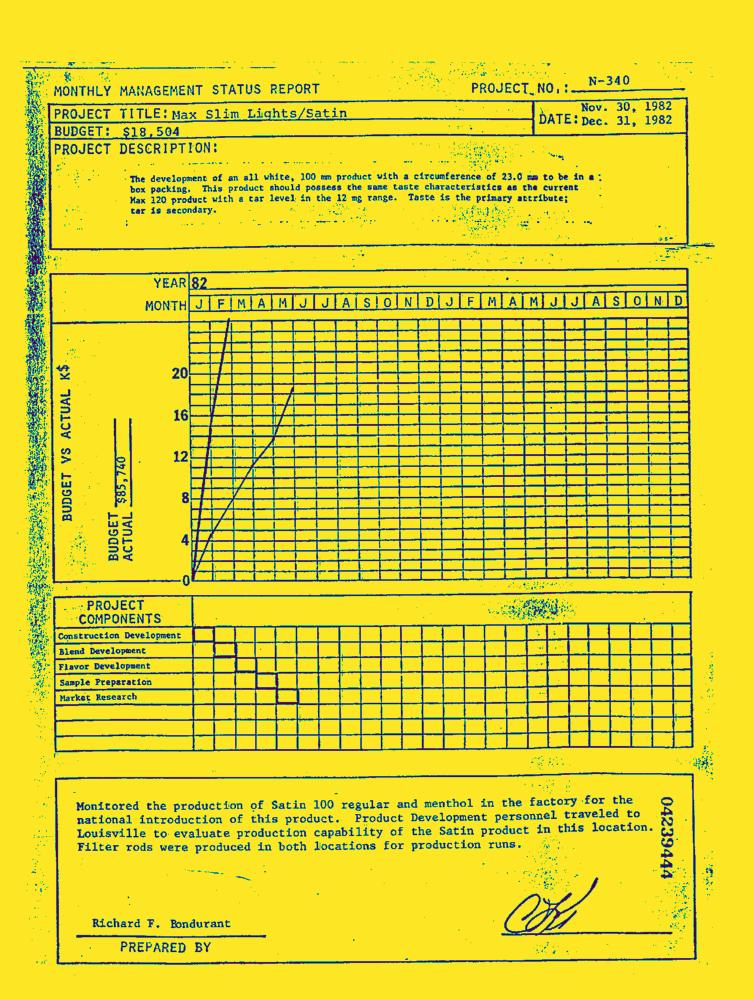 MONTHLY MANAGEMENT STATUS REPORT
PROJECT NO.: N-340
PROJECT TITLE: Max Slim Lights/Satin
Nov. 30, 1982
DATE: Dec. 31, 1982
BUDGET: $18,504
PROJECT DESCRIPTION:
The development of an all white, 100 mm product with a circumference of 23.0 mm to be in a
box packing. This product should possess the same taste characteristics as the current
Max 120 product with a tar level in the 12 mg range. Taste is the primary attribute;
tar is secondary.
YEAR 82
MONTH J F M A M J J A S O N D J F M A M J J A S O N D
BUDGET VS ACTUAL K$
BUDGET
ACTUAL $85,740
20
16
12
8
4
0
PROJECT
COMPONENTS
Construction Development
Blend Development
Flavor Development
Sample Preparation
Market Research
Monitored the production of Satin 100 regular and menthol in the factory for the
national introduction of this product. Product Development personnel traveled to
Louisville to evaluate production capability of the Satin product in this location.
Filter rods were produced in both locations for production runs.
04239444
Richard F. Bondurant
PREPARED BY